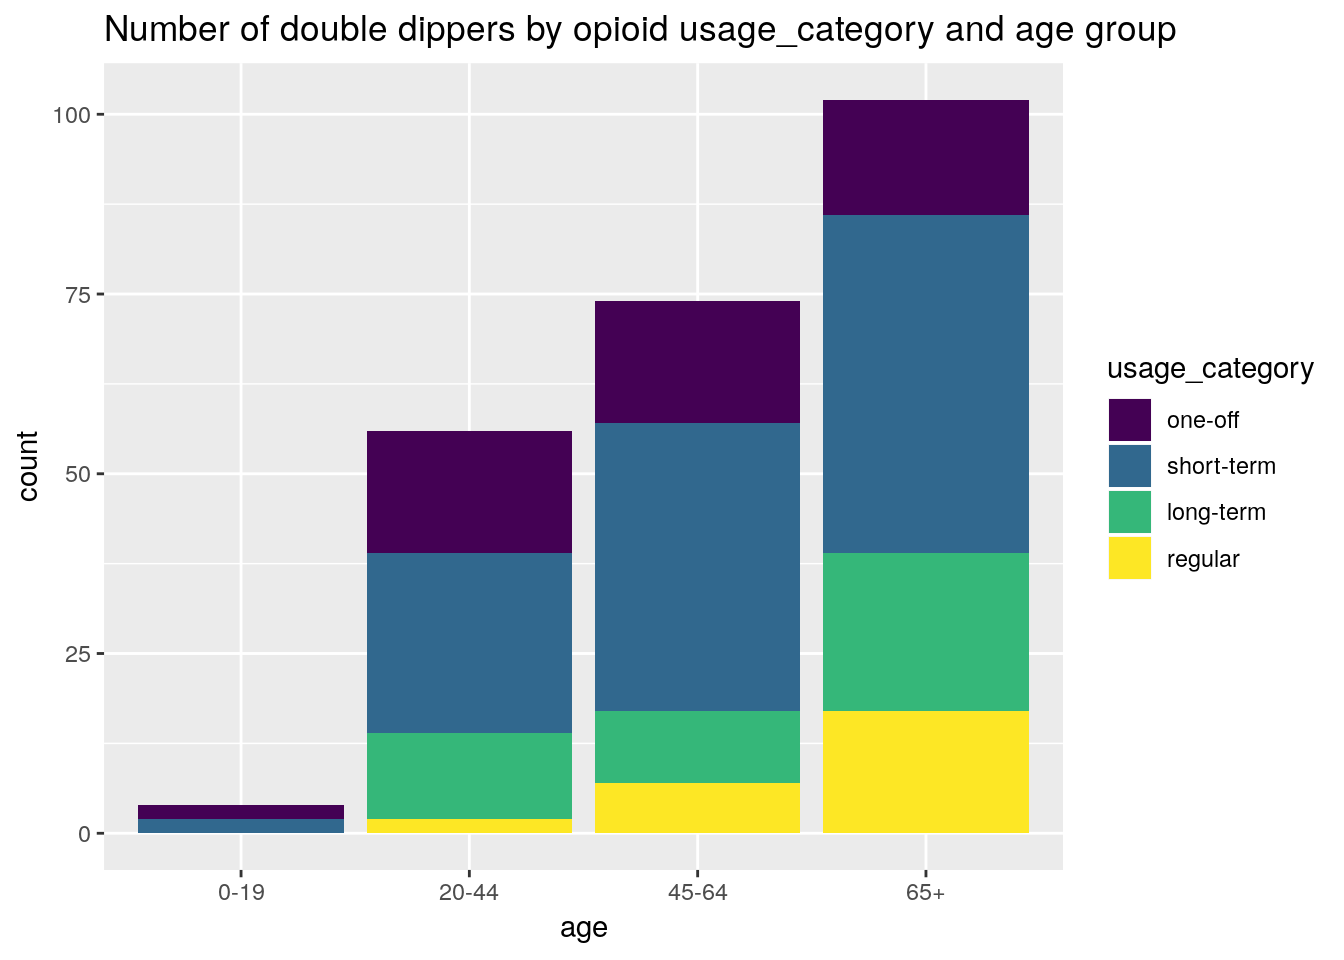 Number of double dippers by opioid usage_category and age group
100
75
50
25
0
count
0-19
20-44
45-64
65+
age
usage_category
one-off
short-term
long-term
regular